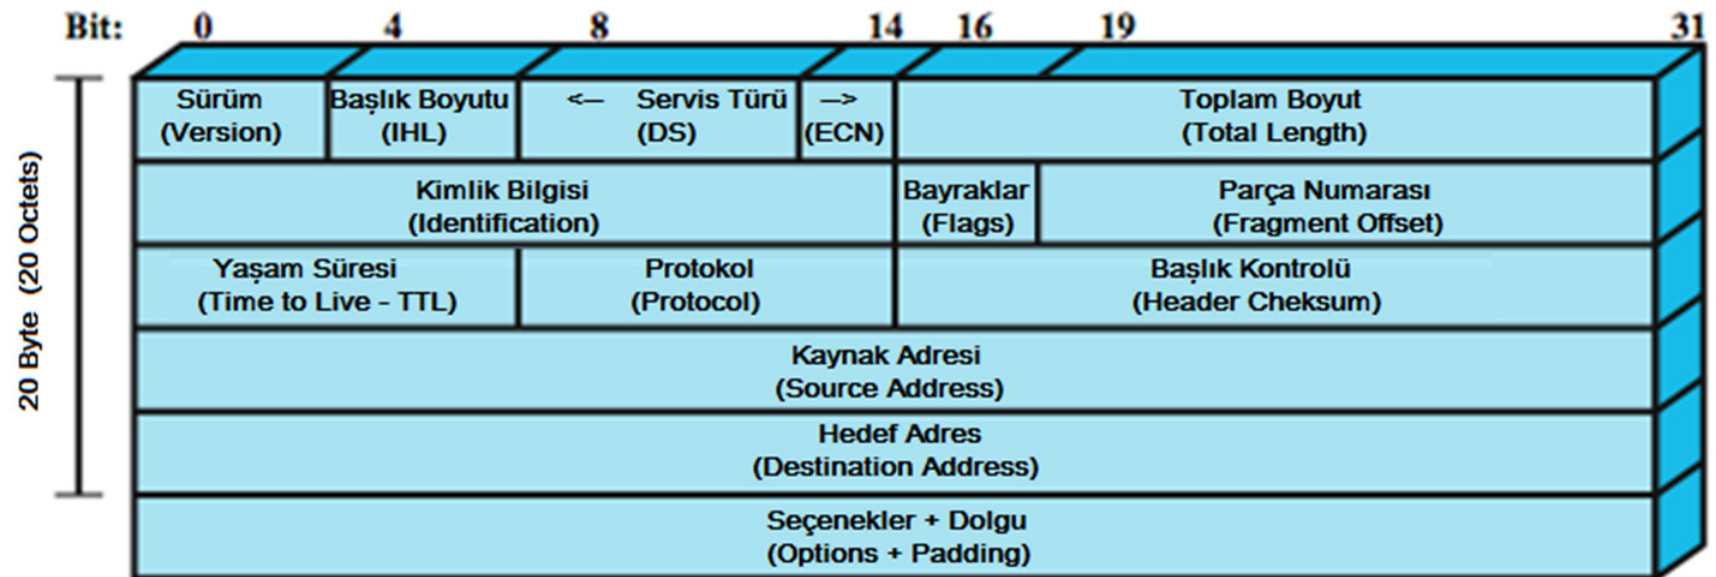 Bit: 0 4 8 14 16 19 31
Sürüm
(Version)
Başlık Boyutu
(IHL)
<— Servis Türü —>
(DS)
(ECN)
Toplam Boyut
(Total Length)
Kimlik Bilgisi
(Identification)
Bayraklar
(Flags)
Parça Numarası
(Fragment Offset)
Yaşam Süresi
(Time to Live - TTL)
Protokol
(Protocol)
Başlık Kontrolü
(Header Cheksum)
Kaynak Adresi
(Source Address)
Hedef Adres
(Destination Address)
Seçenekler + Dolgu
(Options + Padding)
20 Byte (20 Octets)